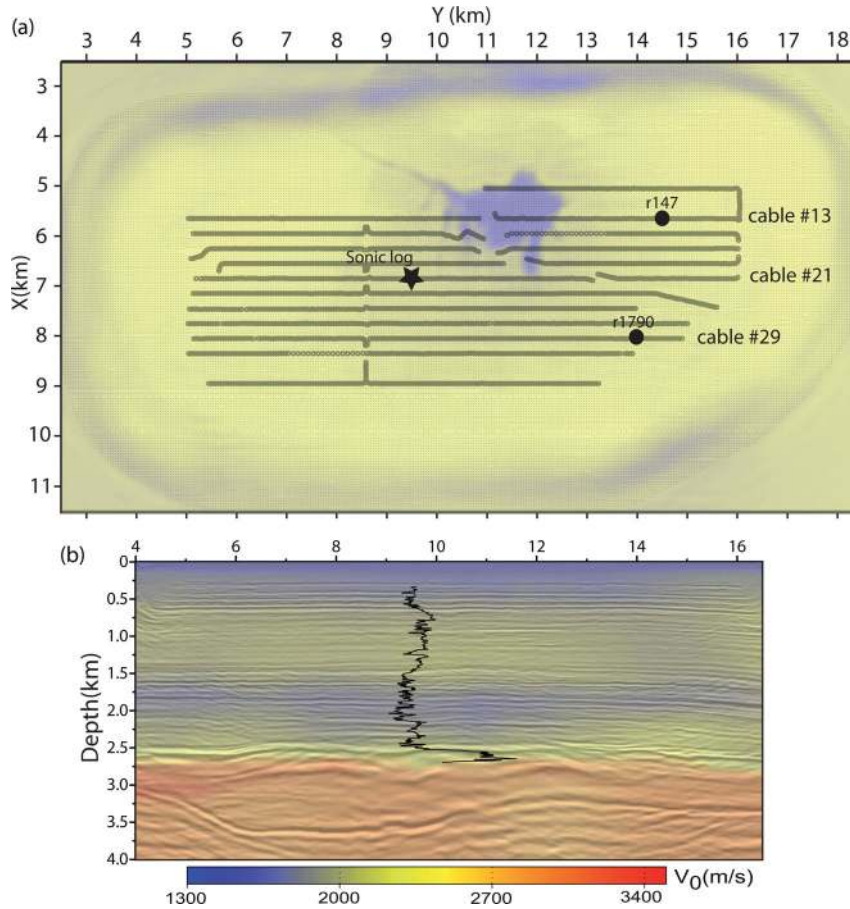 (a)
Y (km)
3 4 5 6 7 8 9 10 11 12 13 14 15 16 17 18
X(km)
3
4
5
6
7
8
9
10
11
r147
cable #13
Sonic log
cable #21
r1790
cable #29
(b)
4 6 8 10 12 14 16
Depth(km)
0
0.5
1.0
1.5
2.0
2.5
3.0
3.5
4.0
1300 2000 2700 3400 V0(m/s)